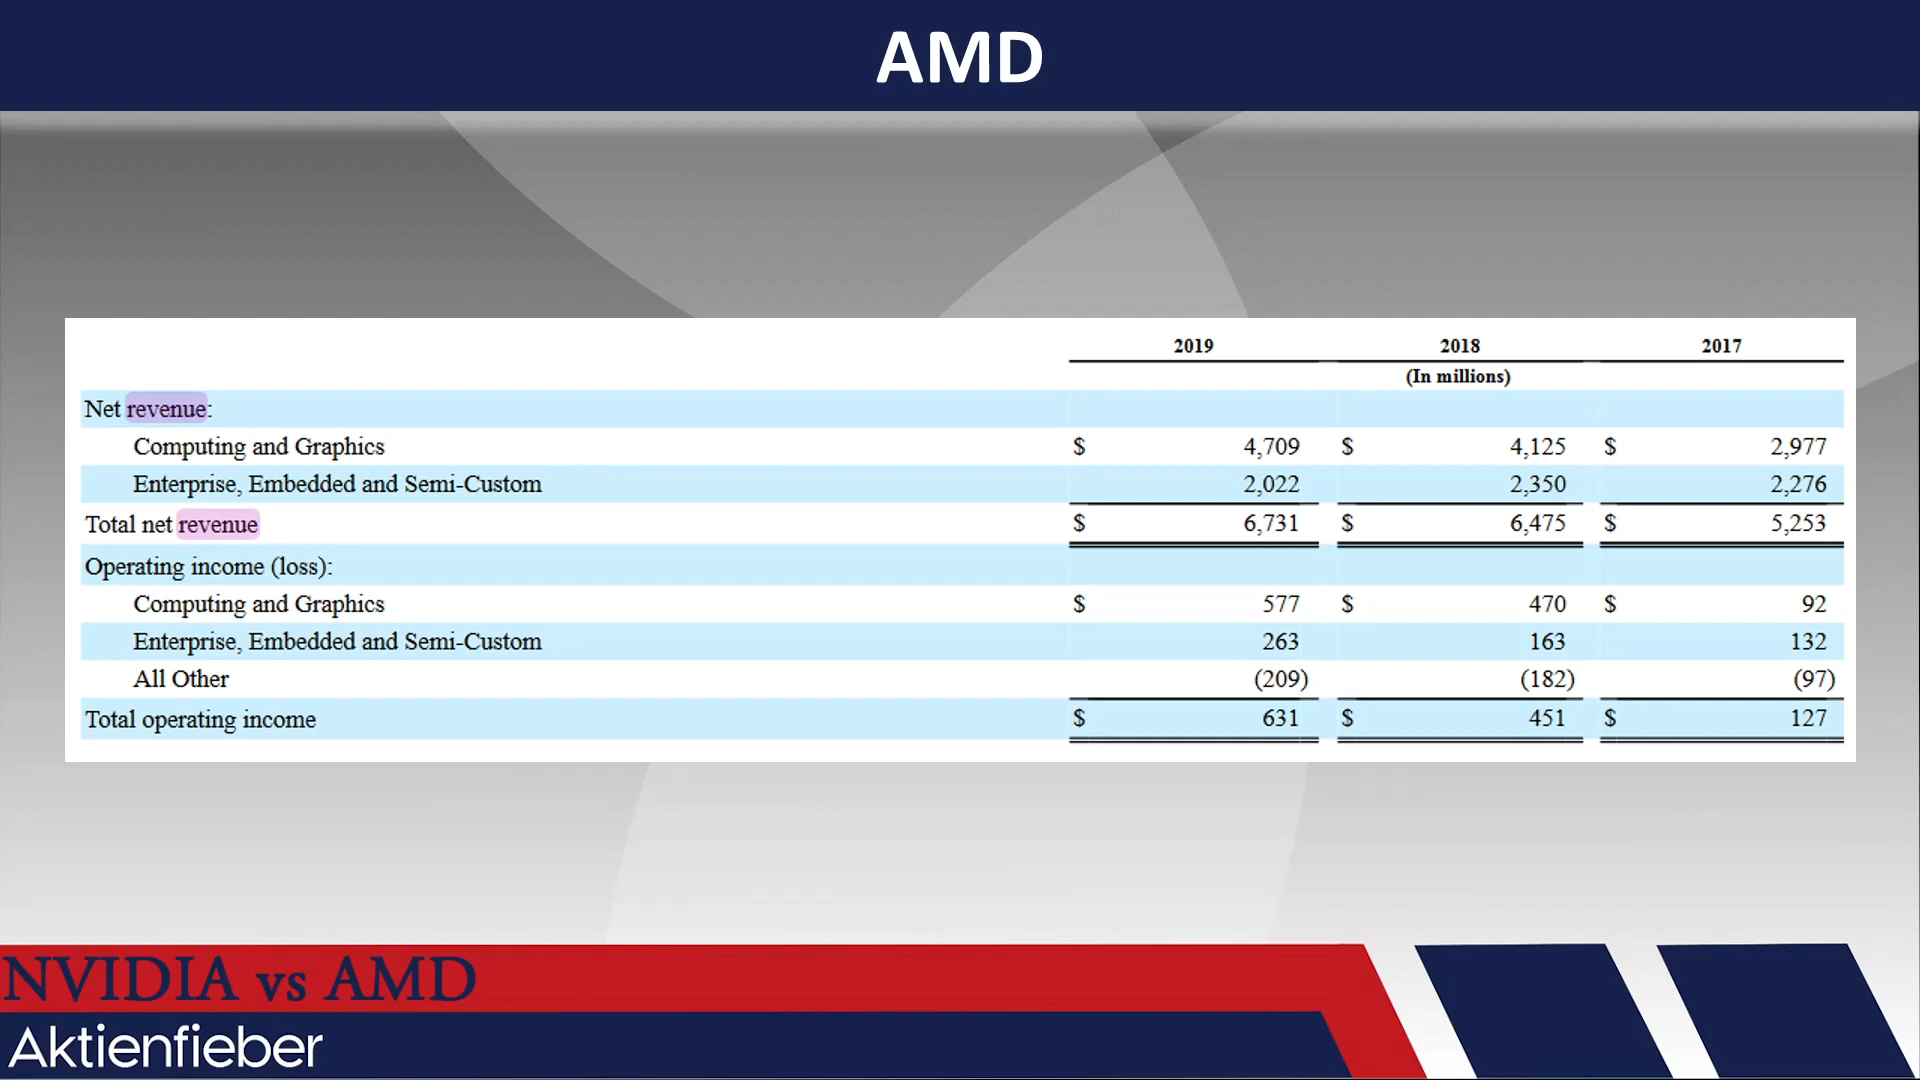 AMD
2019 2018 2017
(In millions)
Net revenue:
Computing and Graphics $ 4,709 $ 4,125 $ 2,977
Enterprise, Embedded and Semi-Custom 2,022 2,350 2,276
Total net revenue $ 6,731 $ 6,475 $ 5,253
Operating income (loss):
Computing and Graphics $ 577 $ 470 $ 92
Enterprise, Embedded and Semi-Custom 263 163 132
All Other (209) (182) (97)
Total operating income $ 631 $ 451 $ 127
NVIDIA vs AMD
Aktienfieber